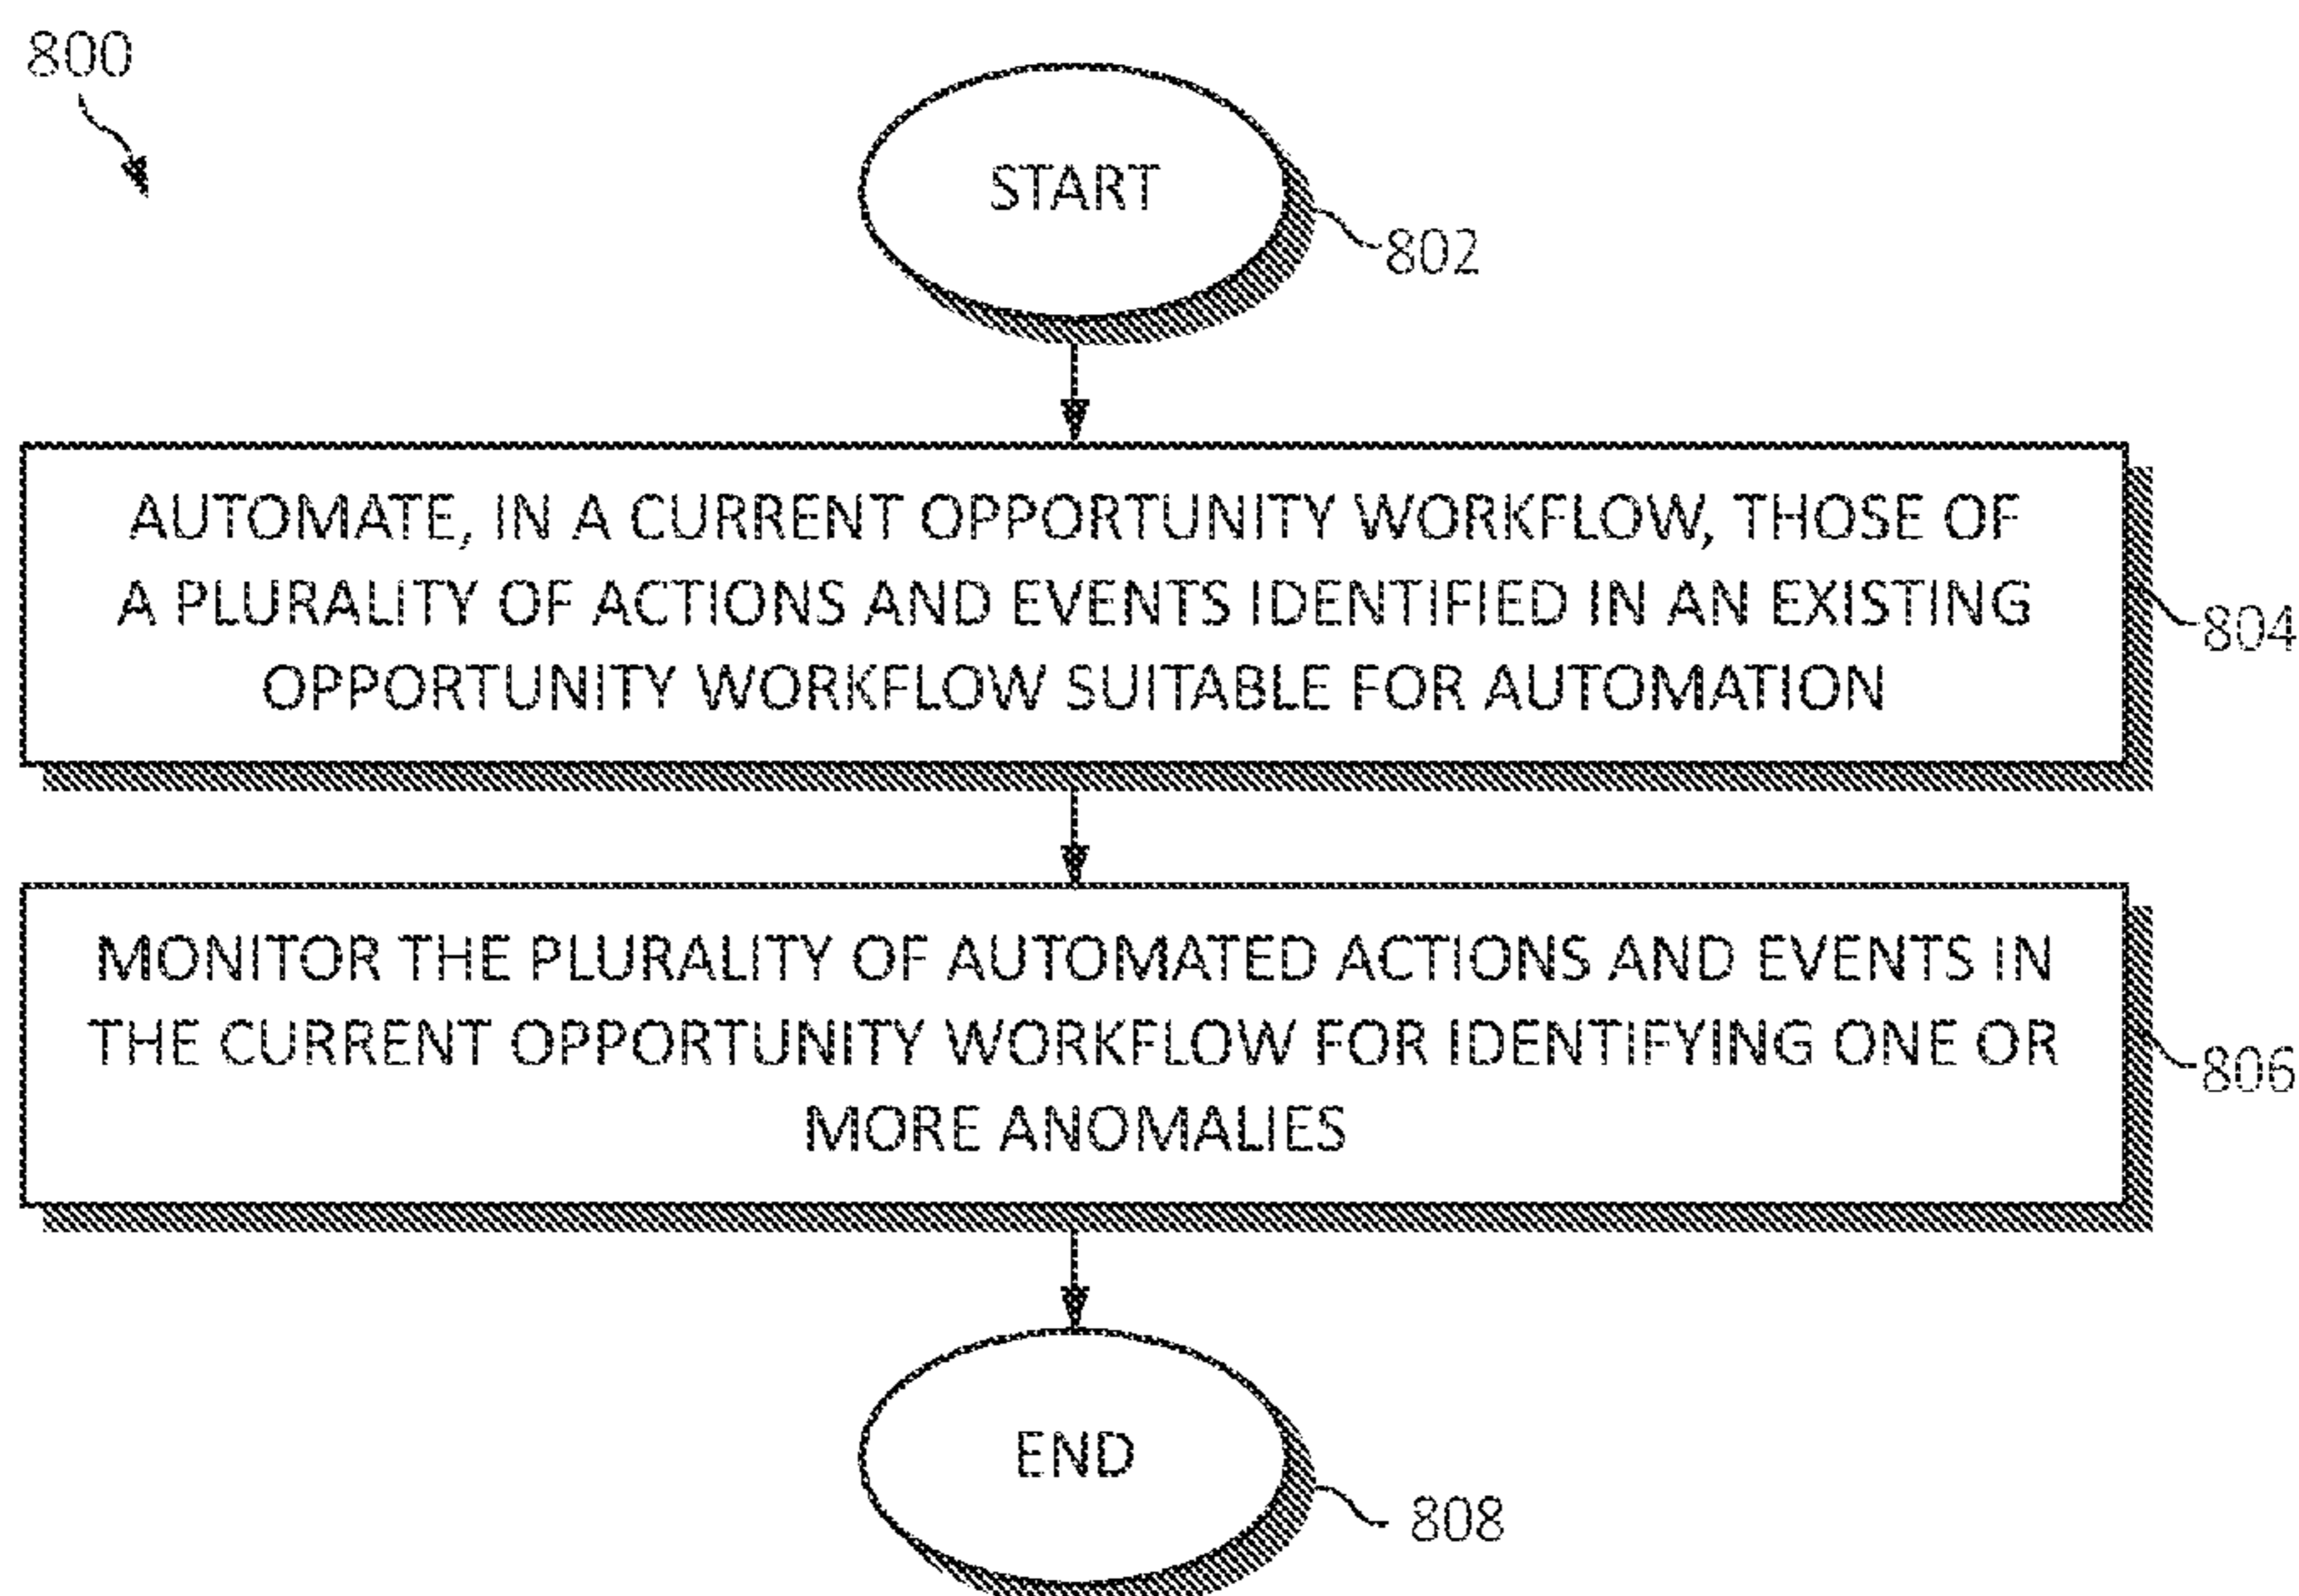 800
START
802
AUTOMATE, IN A CURRENT OPPORTUNITY WORKFLOW, THOSE OF
A PLURALITY OF ACTIONS AND EVENTS IDENTIFIED IN AN EXISTING
OPPORTUNITY WORKFLOW SUITABLE FOR AUTOMATION
804
MONITOR THE PLURALITY OF AUTOMATED ACTIONS AND EVENTS IN
THE CURRENT OPPORTUNITY WORKFLOW FOR IDENTIFYING ONE OR
MORE ANOMALIES
806
END
808